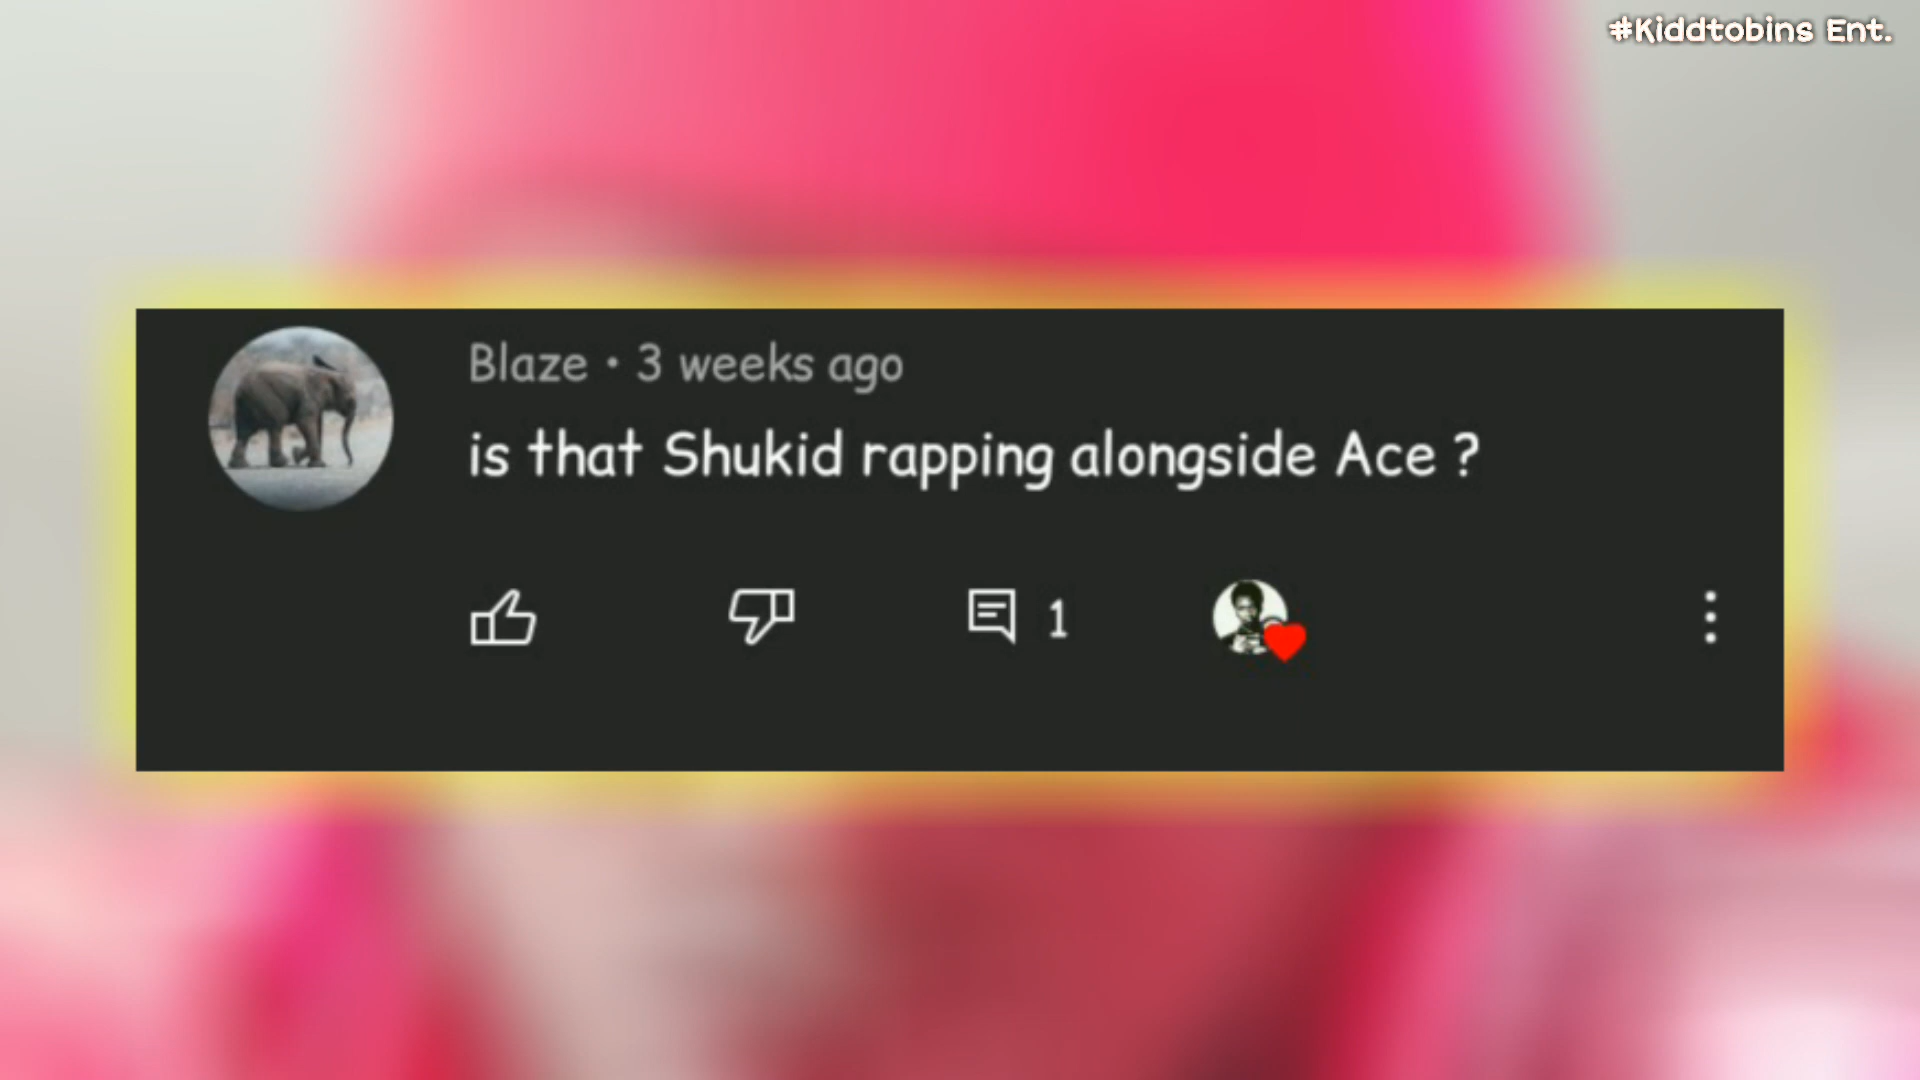 #Kiddtobins Ent.
Blaze • 3 weeks ago
is that Shukid rapping alongside Ace ?
1